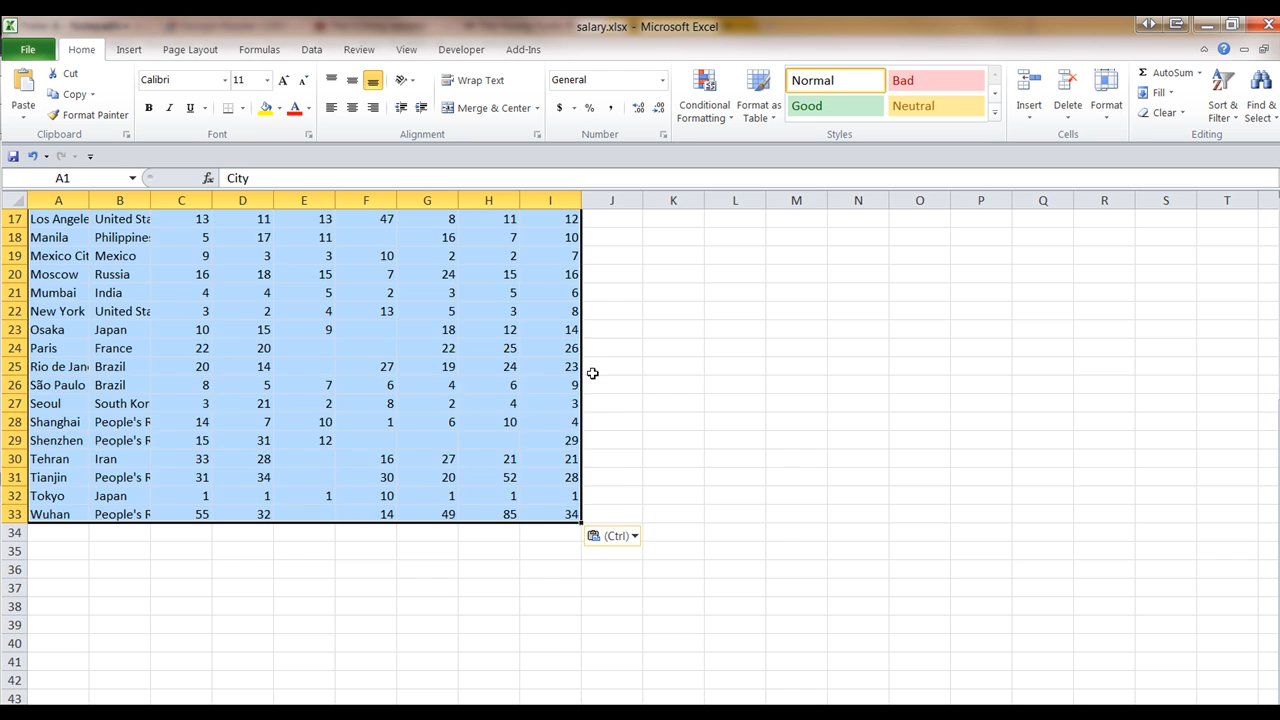 salary.xlsx - Microsoft Excel
File Home Insert Page Layout Formulas Data Review View Developer Add-Ins
Cut Calibri 11 Wrap Text General Normal Bad AutoSum
Paste Copy Conditional Formatting Format as Table Insert Delete Format Fill Sort & Filter Find & Select
Format Painter B I U A Merge & Center $ % , Good Neutral Clear
Clipboard Font Alignment Number Styles Cells Editing
A1 fx City
A B C D E F G H I J K L M N O P Q R S T
17 Los Angele United Sta 13 11 13 47 8 11 12
18 Manila Philippine 5 17 11 16 7 10
19 Mexico Cit Mexico 9 3 3 10 2 2 7
20 Moscow Russia 16 18 15 7 24 15 16
21 Mumbai India 4 4 5 2 3 5 6
22 New York United Sta 3 2 4 13 5 3 8
23 Osaka Japan 10 15 9 18 12 14
24 Paris France 22 20 22 25 26
25 Rio de Jan Brazil 20 14 27 19 24 23
26 São Paulo Brazil 8 5 7 6 4 6 9
27 Seoul South Kor 3 21 2 8 2 4 3
28 Shanghai People's R 14 7 10 1 6 10 4
29 Shenzhen People's R 15 31 12 29
30 Tehran Iran 33 28 16 27 21 21
31 Tianjin People's R 31 34 30 20 52 28
32 Tokyo Japan 1 1 1 10 1 1 1
33 Wuhan People's R 55 32 14 49 85 34
34 (Ctrl)
35
36
37
38
39
40
41
42
43